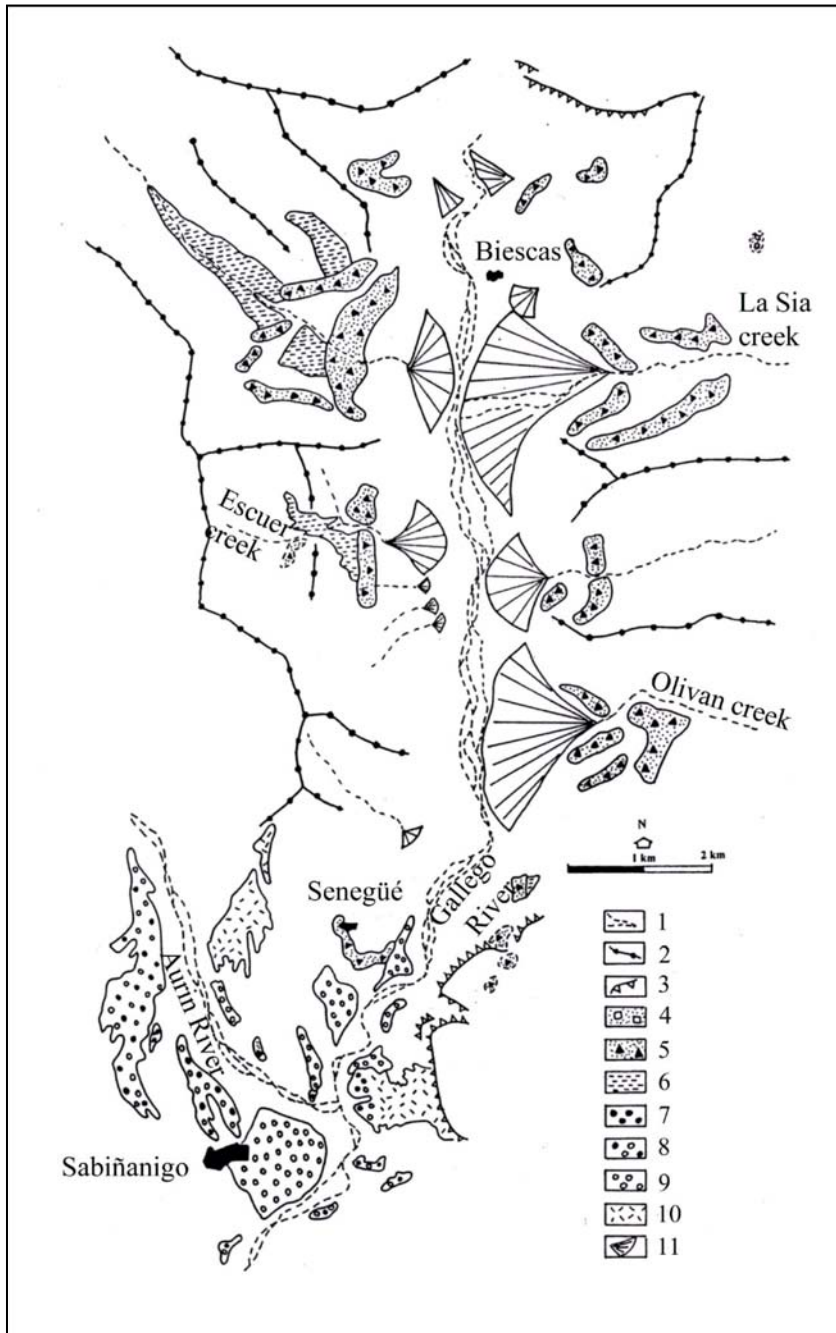 Biescas
La Sia
creek
Escuer
creek
Olivan creek
N
1 km 2 km
Senegüé
Gallego
River
Aurin River
Sabiñanigo
1
2
3
4
5
6
7
8
9
10
11